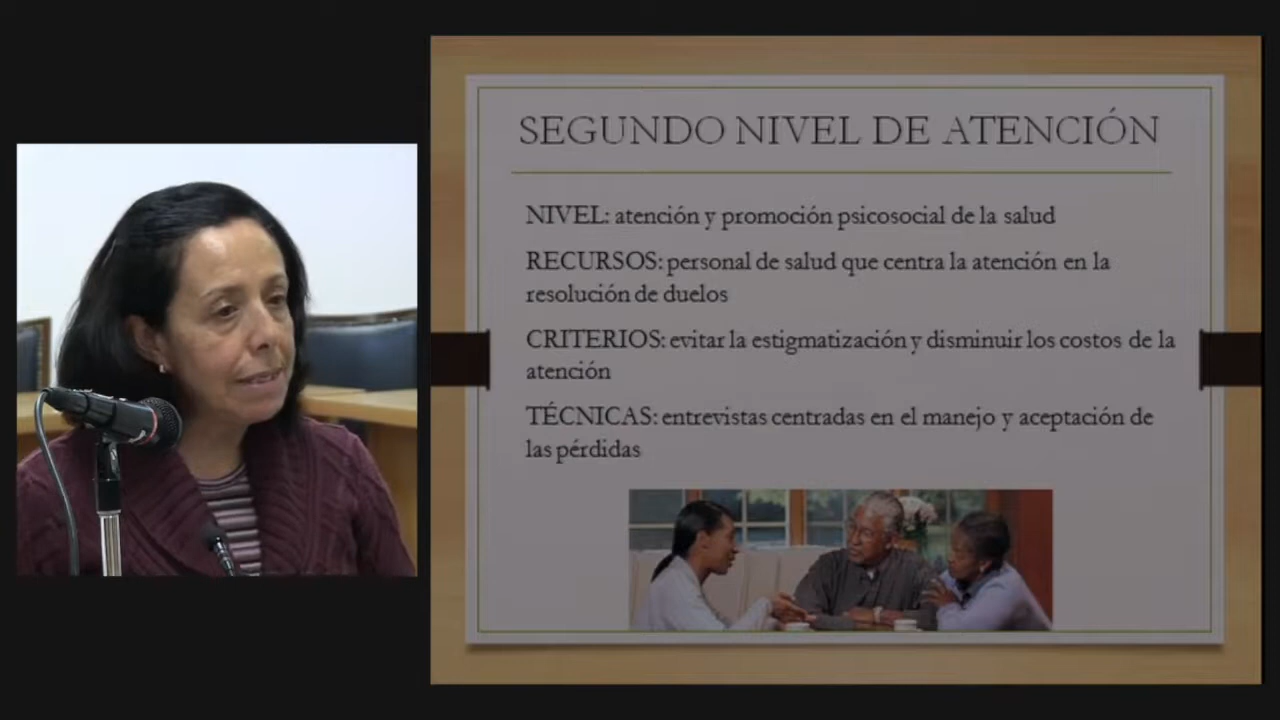 SEGUNDO NIVEL DE ATENCIÓN
NIVEL: atención y promoción psicosocial de la salud
RECURSOS: personal de salud que centra la atención en la
resolución de duelos
CRITERIOS: evitar la estigmatización y disminuir los costos de la
atención
TÉCNICAS: entrevistas centradas en el manejo y aceptación de
las pérdidas